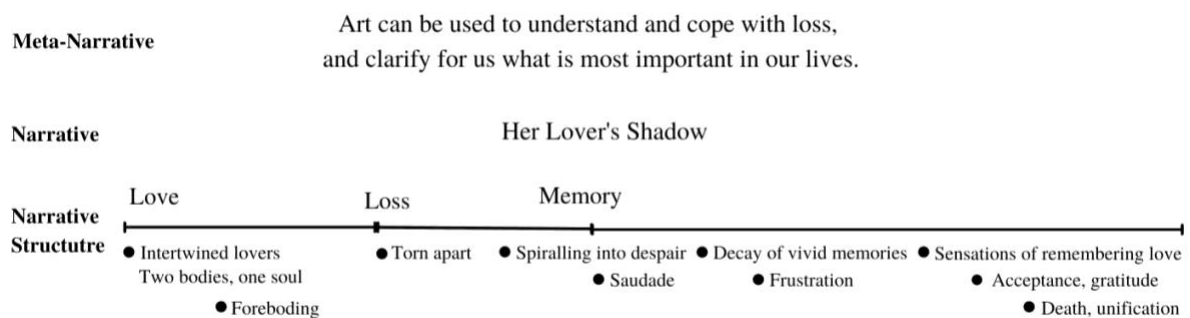 Meta-Narrative
Art can be used to understand and cope with loss,
and clarify for us what is most important in our lives.
Narrative
Her Lover's Shadow
Narrative
Structutre
Love
Loss
Memory
● Intertwined lovers
Two bodies, one soul
● Foreboding
● Torn apart
● Spiralling into despair
● Saudade
● Decay of vivid memories
● Frustration
● Sensations of remembering love
● Acceptance, gratitude
● Death, unification